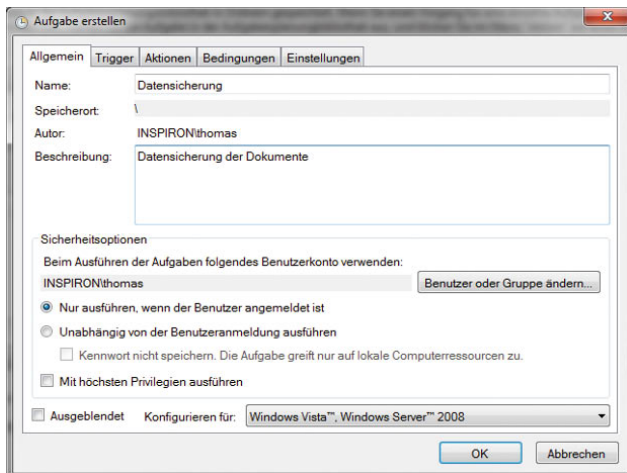 Aufgabe erstellen
Allgemein Trigger Aktionen Bedingungen Einstellungen
Name: Datensicherung
Speicherort: \
Autor: INSPIRON\thomas
Beschreibung: Datensicherung der Dokumente
Sicherheitsoptionen
Beim Ausführen der Aufgaben folgendes Benutzerkonto verwenden:
INSPIRON\thomas Benutzer oder Gruppe ändern...
Nur ausführen, wenn der Benutzer angemeldet ist
Unabhängig von der Benutzeranmeldung ausführen
Kennwort nicht speichern. Die Aufgabe greift nur auf lokale Computerressourcen zu.
Mit höchsten Privilegien ausführen
Ausgeblendet Konfigurieren für: Windows Vista™, Windows Server™ 2008
OK Abbrechen